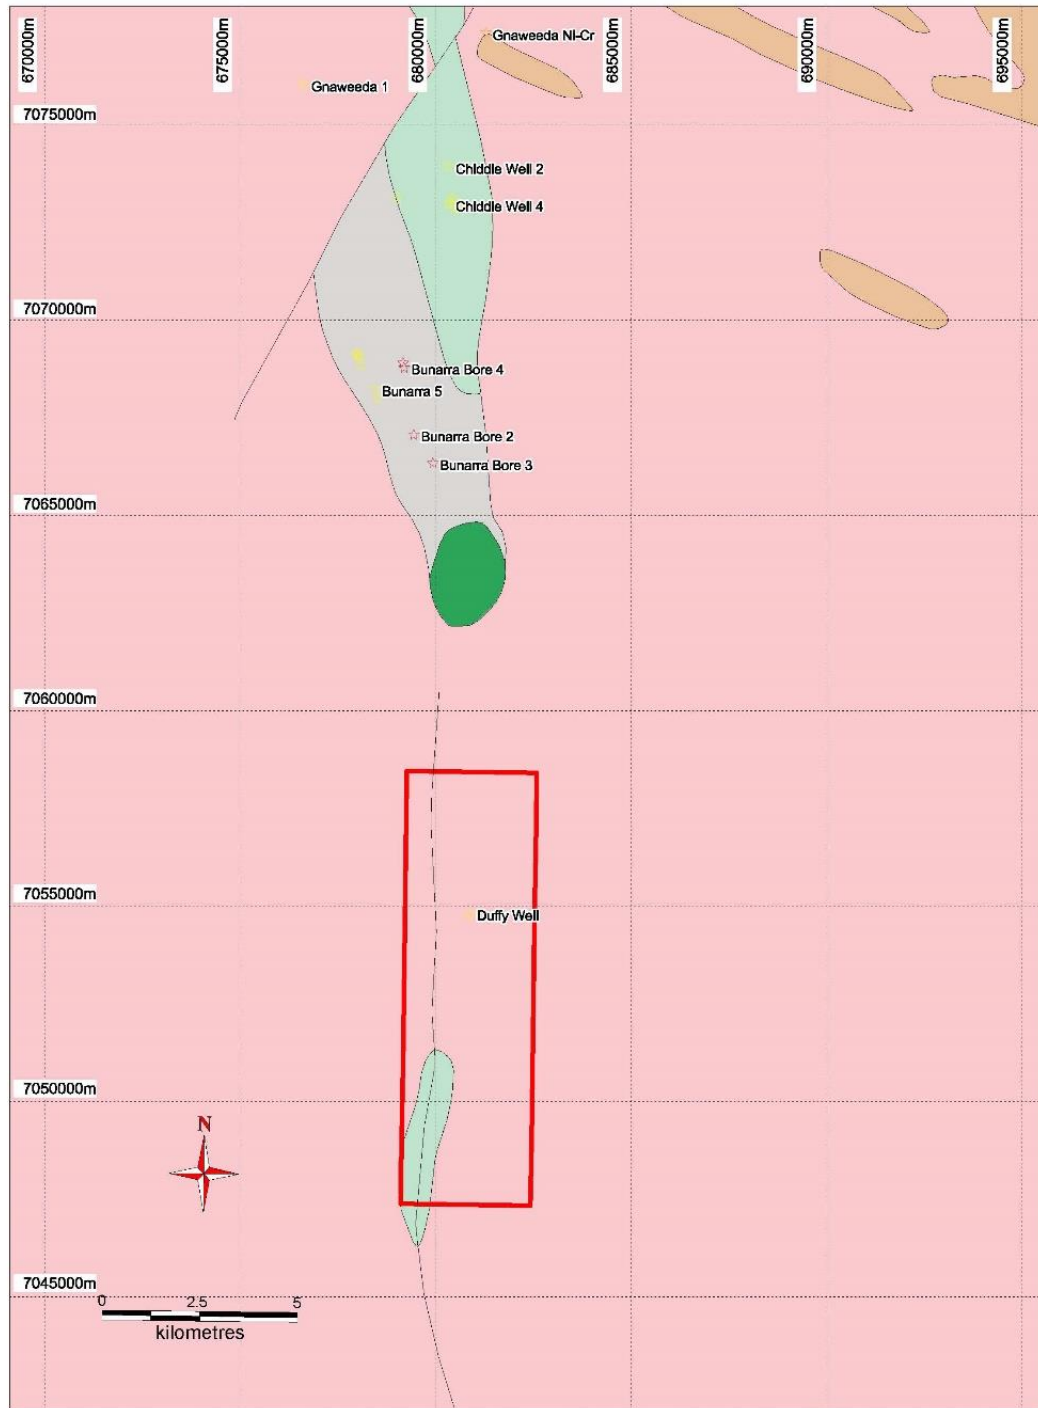 670000m
675000m
680000m
685000m
690000m
695000m
Gnaweeda Ni-Cr
Gnaweeda 1
7075000m
Chiddle Well 2
Chiddle Well 4
7070000m
Bunarra Bore 4
Bunarra 5
Bunarra Bore 2
Bunarra Bore 3
7065000m
7060000m
7055000m
Duffy Well
7050000m
N
7045000m
0 2.5 5
kilometres